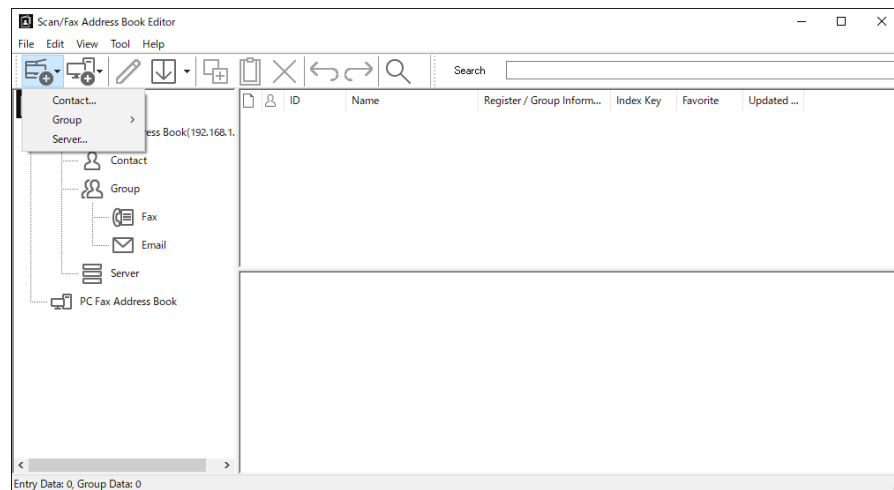 Scan/Fax Address Book Editor
File Edit View Tool Help
Search
Contact...
Group
Server...
ID Name Register / Group Inform... Index Key Favorite Updated ...
ess Book(192.168.1.
Contact
Group
Fax
Email
Server
PC Fax Address Book
Entry Data: 0, Group Data: 0